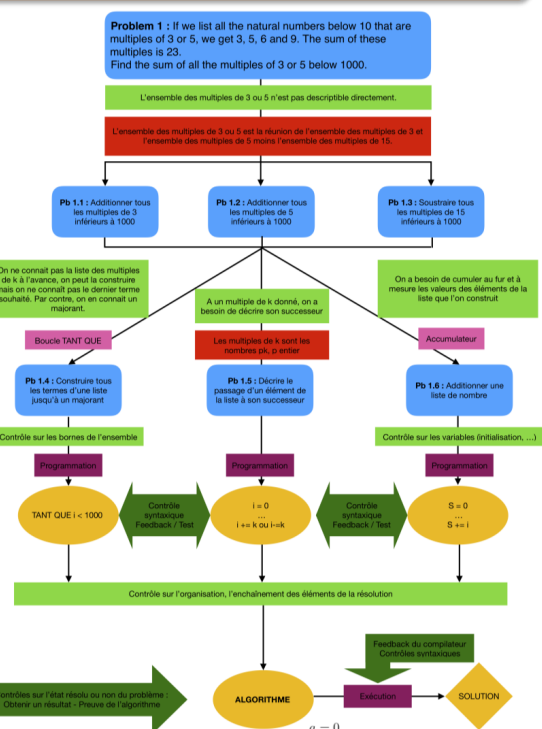 Problem 1 : If we list all the natural numbers below 10 that are
multiples of 3 or 5, we get 3, 5, 6 and 9. The sum of these
multiples is 23.
Find the sum of all the multiples of 3 or 5 below 1000.
L'ensemble des multiples de 3 ou 5 n'est pas descriptible directement.
L'ensemble des multiples de 3 ou 5 est la réunion de l'ensemble des multiples de 3 et
l'ensemble des multiples de 5 moins l'ensemble des multiples de 15.
Pb 1.1 : Additionner tous
les multiples de 3
inférieurs à 1000
Pb 1.2 : Additionner tous
les multiples de 5
inférieurs à 1000
Pb 1.3 : Soustraire tous
les multiples de 15
inférieurs à 1000
On ne connait pas la liste des multiples
de k à l'avance, on peut la construire
mais on ne connaît pas le dernier terme
souhaité. Par contre, on en connait un
majorant.
A un multiple de k donné, on a
besoin de décrire son successeur
On a besoin de cumuler au fur et à
mesure les valeurs des éléments de la
liste que l'on construit
Boucle TANT QUE
Les multiples de k sont les
nombres pk, p entier
Accumulateur
Pb 1.4 : Construire tous
les termes d'une liste
jusqu'à un majorant
Pb 1.5 : Décrire le
passage d'un élément de
la liste à son successeur
Pb 1.6 : Additionner une
liste de nombre
Contrôle sur les bornes de l'ensemble
Contrôle sur les variables (initialisation, ...)
Programmation
Programmation
Programmation
TANT QUE i < 1000
Contrôle
syntaxique
Feedback / Test
i = 0
...
i += k ou i-=k
Contrôle
syntaxique
Feedback / Test
S = 0
...
S += i
Contrôle sur l'organisation, l'enchaînement des éléments de la résolution
Feedback du compilateur
Contrôles syntaxiques
Contrôles sur l'état résolu ou non du problème :
Obtenir un résultat - Preuve de l'algorithme
ALGORITHME
Exécution
SOLUTION